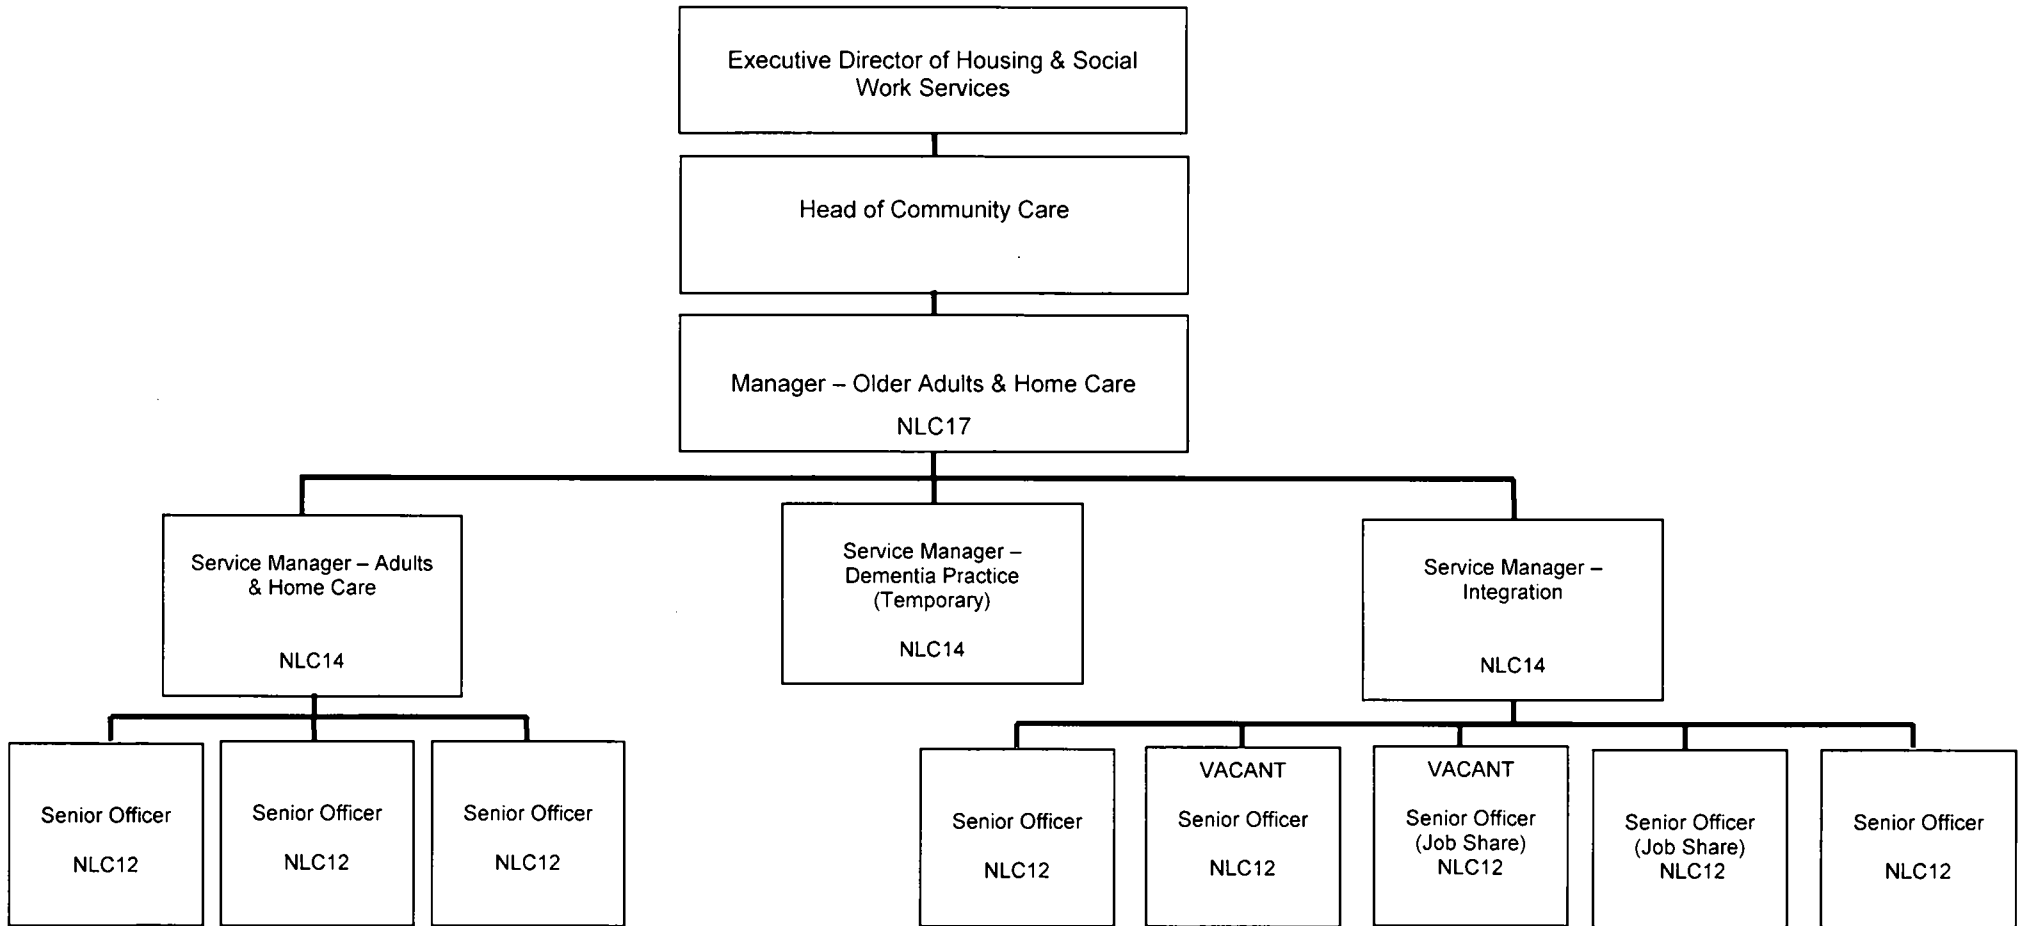 Executive Director of Housing & Social
Work Services
Head of Community Care
Manager – Older Adults & Home Care
NLC17
Service Manager – Adults
& Home Care
NLC14
Service Manager –
Dementia Practice
(Temporary)
NLC14
Service Manager –
Integration
NLC14
Senior Officer
NLC12
Senior Officer
NLC12
Senior Officer
NLC12
Senior Officer
NLC12
VACANT
Senior Officer
NLC12
VACANT
Senior Officer
(Job Share)
NLC12
Senior Officer
(Job Share)
NLC12
Senior Officer
NLC12